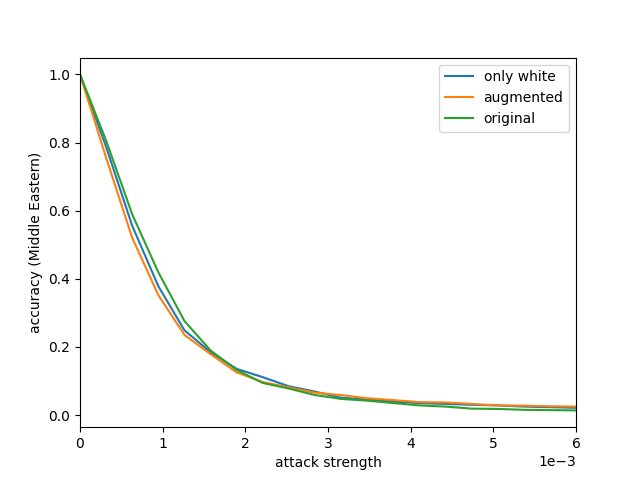 only white
augmented
original
1.0
0.8
0.6
0.4
0.2
0.0
accuracy (Middle Eastern)
0 1 2 3 4 5 6
attack strength
1e−3